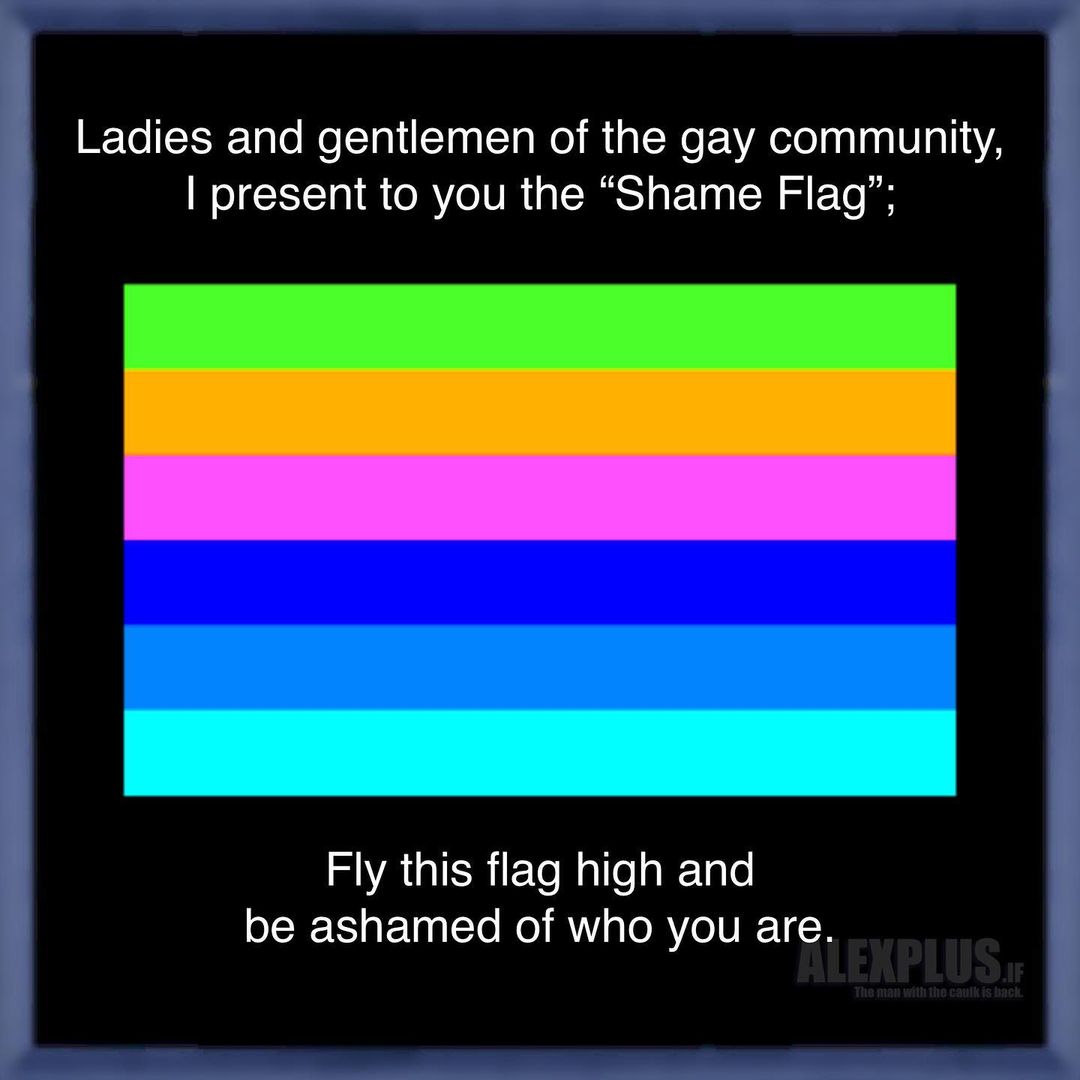 Ladies and gentlemen of the gay community,
I present to you the “Shame Flag”;
Fly this flag high and
be ashamed of who you are.
ALEXPLUS.IF
The man with the caulk is back.